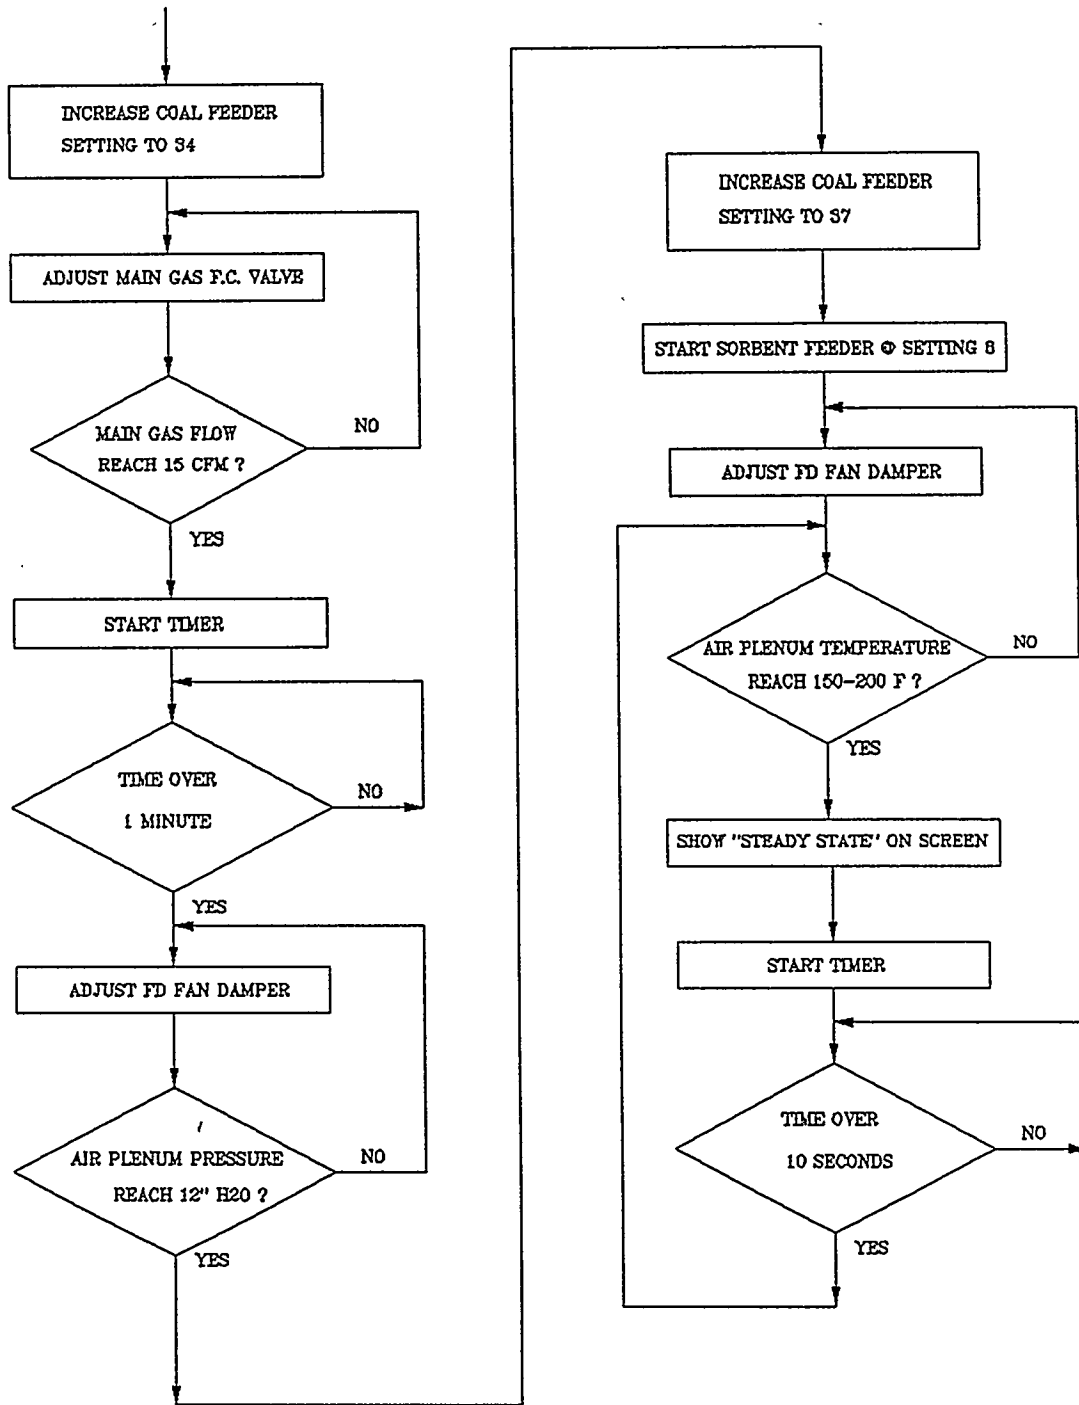 INCREASE COAL FEEDER
SETTING TO 34
ADJUST MAIN GAS F.C. VALVE
MAIN GAS FLOW
REACH 15 CFM ?
NO
YES
START TIMER
TIME OVER
1 MINUTE
NO
YES
ADJUST FD FAN DAMPER
AIR PLENUM PRESSURE
REACH 12" H20 ?
NO
YES
INCREASE COAL FEEDER
SETTING TO 37
START SORBENT FEEDER @ SETTING 8
ADJUST FD FAN DAMPER
AIR PLENUM TEMPERATURE
REACH 150-200 F ?
NO
YES
SHOW "STEADY STATE" ON SCREEN
START TIMER
TIME OVER
10 SECONDS
NO
YES